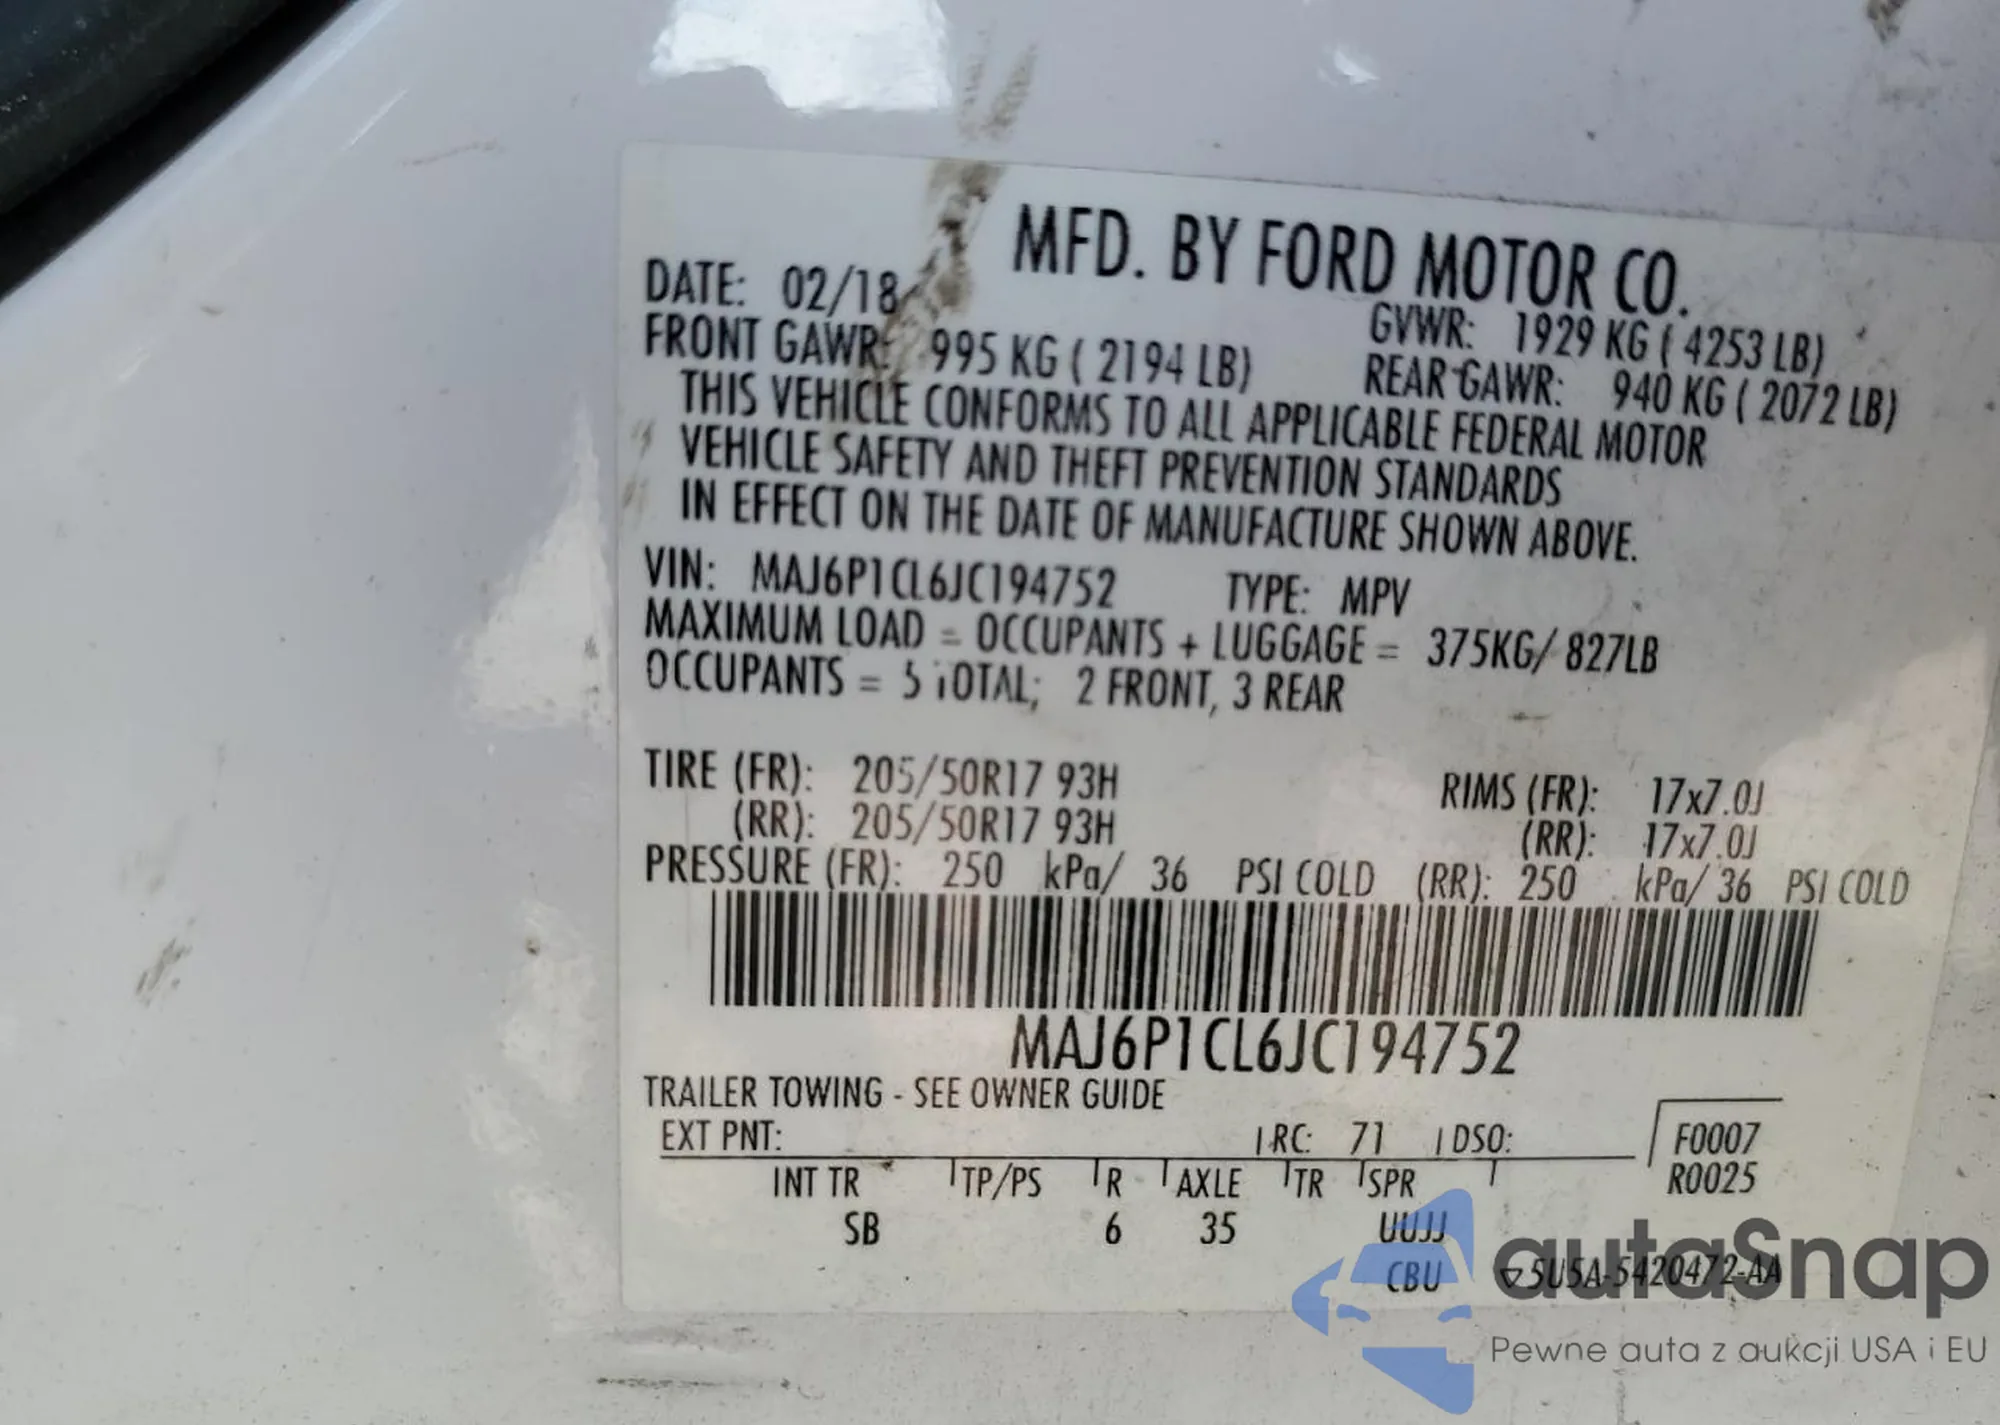 MFD. BY FORD MOTOR CO.
DATE: 02/18
GVWR: 1929 KG ( 4253 LB)
FRONT GAWR: 995 KG ( 2194 LB)
REAR GAWR: 940 KG ( 2072 LB)
THIS VEHICLE CONFORMS TO ALL APPLICABLE FEDERAL MOTOR
VEHICLE SAFETY AND THEFT PREVENTION STANDARDS
IN EFFECT ON THE DATE OF MANUFACTURE SHOWN ABOVE.
VIN: MAJ6P1CL6JC194752 TYPE: MPV
MAXIMUM LOAD = OCCUPANTS + LUGGAGE = 375KG/ 827LB
OCCUPANTS = 5 TOTAL; 2 FRONT, 3 REAR
TIRE (FR): 205/50R17 93H RIMS (FR): 17x7.0J
(RR): 205/50R17 93H (RR): 17x7.0J
PRESSURE (FR): 250 kPa/ 36 PSI COLD (RR): 250 kPa/ 36 PSI COLD
MAJ6P1CL6JC194752
TRAILER TOWING - SEE OWNER GUIDE
EXT PNT: RC: 71 DSO: F0007
R0025
INT TR TP/PS R AXLE TR SPR
SB 6 35 UUJJ
CBU 5U5A-5420472-AA
autaSnap
Pewne auta z aukcji USA i EU